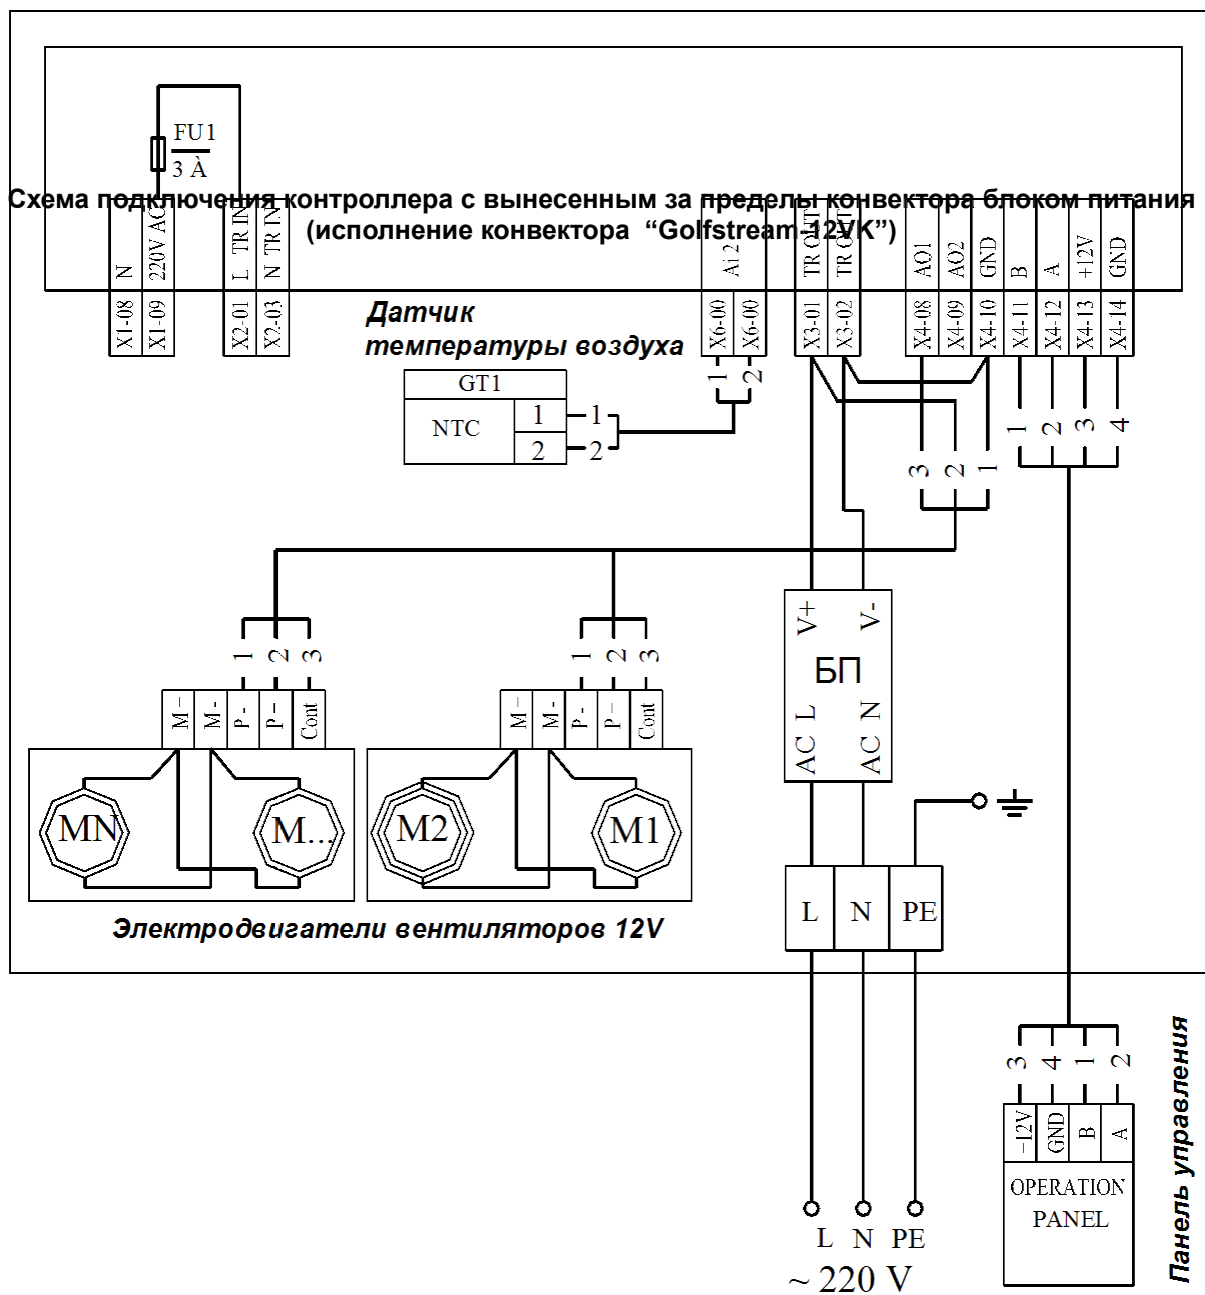 FU1
3 À
Схема подключения контроллера с вынесенным за пределы конвектора блоком питания
(исполнение конвектора “Golfstream-12VK”)
N
220V AC
L TR IN
N TR IN
Ai 2
TR OUT
TR OUT
AO1
AO2
GND
B
A
+12V
GND
X1-08
X1-09
X2-01
X2-03
X6-00
X6-00
X3-01
X3-02
X4-08
X4-09
X4-10
X4-11
X4-12
X4-13
X4-14
Датчик
температуры воздуха
GT1
NTC
1
2
1
2
1
2
3
2
1
1
2
3
4
1
2
3
1
2
3
V+
V-
БП
AC L
AC N
M−
M-
P-
P−
Cont
M−
M-
P-
P−
Cont
MN
M...
M2
M1
Электродвигатели вентиляторов 12V
L
N
PE
3
4
1
2
−12V
GND
B
A
OPERATION
PANEL
Панель управления
L N PE
~ 220 V